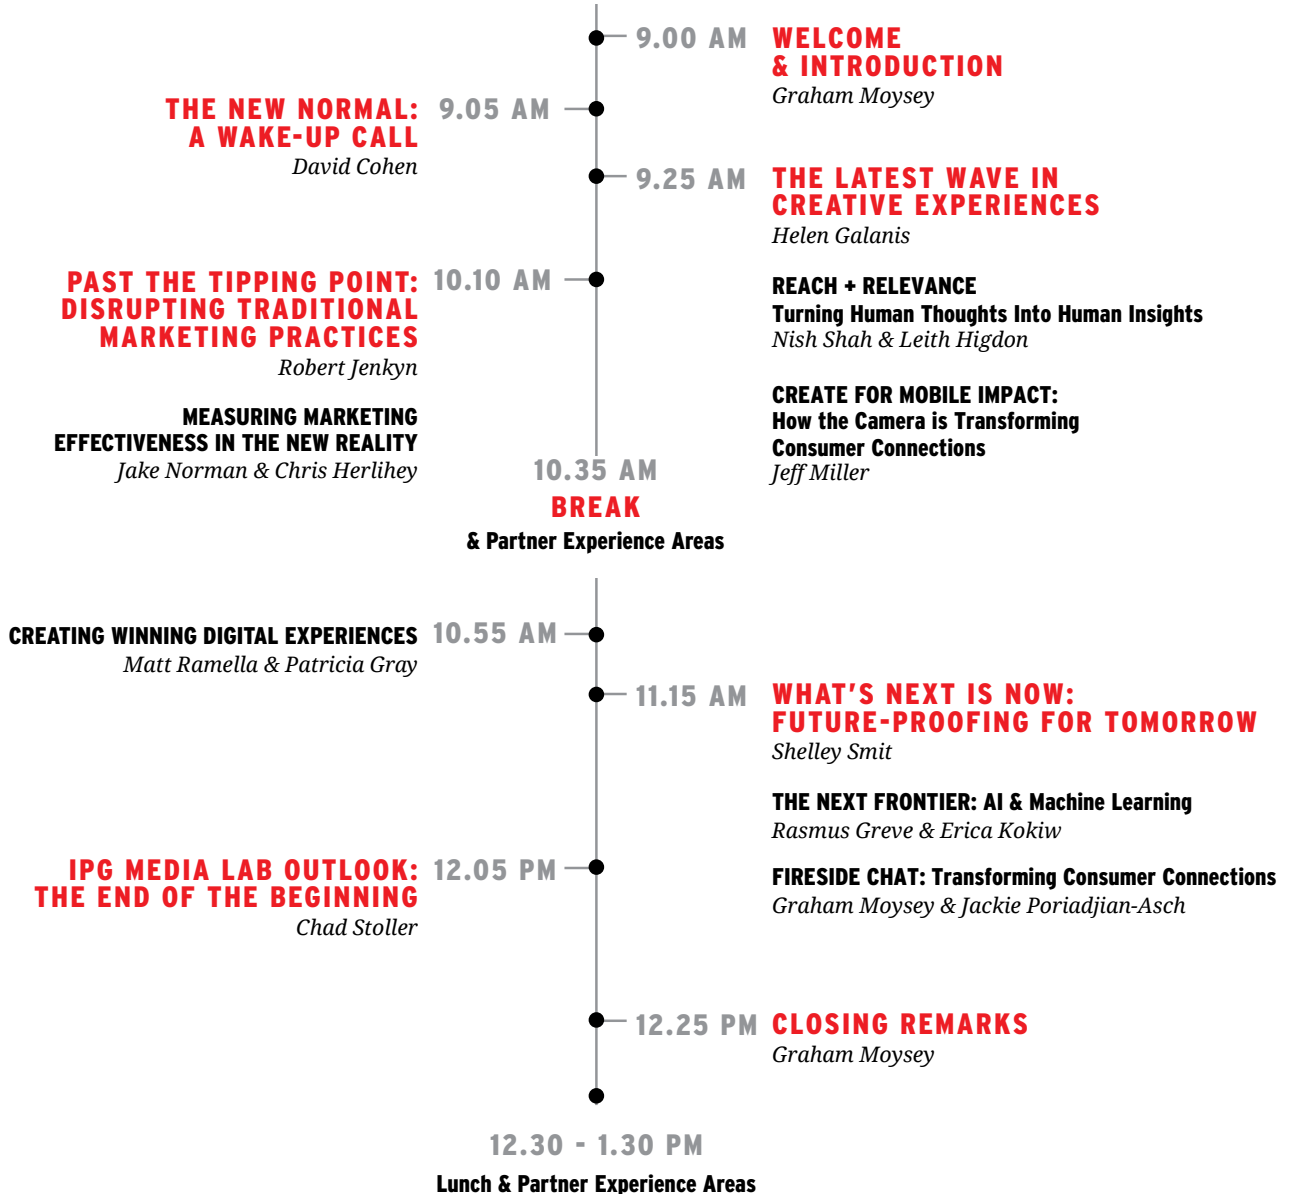 9.00 AM
WELCOME
& INTRODUCTION
Graham Moysey
9.05 AM
THE NEW NORMAL:
A WAKE-UP CALL
David Cohen
9.25 AM
THE LATEST WAVE IN
CREATIVE EXPERIENCES
Helen Galanis
REACH + RELEVANCE
Turning Human Thoughts Into Human Insights
Nish Shah & Leith Higdon
CREATE FOR MOBILE IMPACT:
How the Camera is Transforming
Consumer Connections
Jeff Miller
10.10 AM
PAST THE TIPPING POINT:
DISRUPTING TRADITIONAL
MARKETING PRACTICES
Robert Jenkyn
MEASURING MARKETING
EFFECTIVENESS IN THE NEW REALITY
Jake Norman & Chris Herlihey
10.35 AM
BREAK
& Partner Experience Areas
10.55 AM
CREATING WINNING DIGITAL EXPERIENCES
Matt Ramella & Patricia Gray
11.15 AM
WHAT'S NEXT IS NOW:
FUTURE-PROOFING FOR TOMORROW
Shelley Smit
THE NEXT FRONTIER: AI & Machine Learning
Rasmus Greve & Erica Kokiw
FIRESIDE CHAT: Transforming Consumer Connections
Graham Moysey & Jackie Poriadjian-Asch
12.05 PM
IPG MEDIA LAB OUTLOOK:
THE END OF THE BEGINNING
Chad Stoller
12.25 PM
CLOSING REMARKS
Graham Moysey
12.30 - 1.30 PM
Lunch & Partner Experience Areas